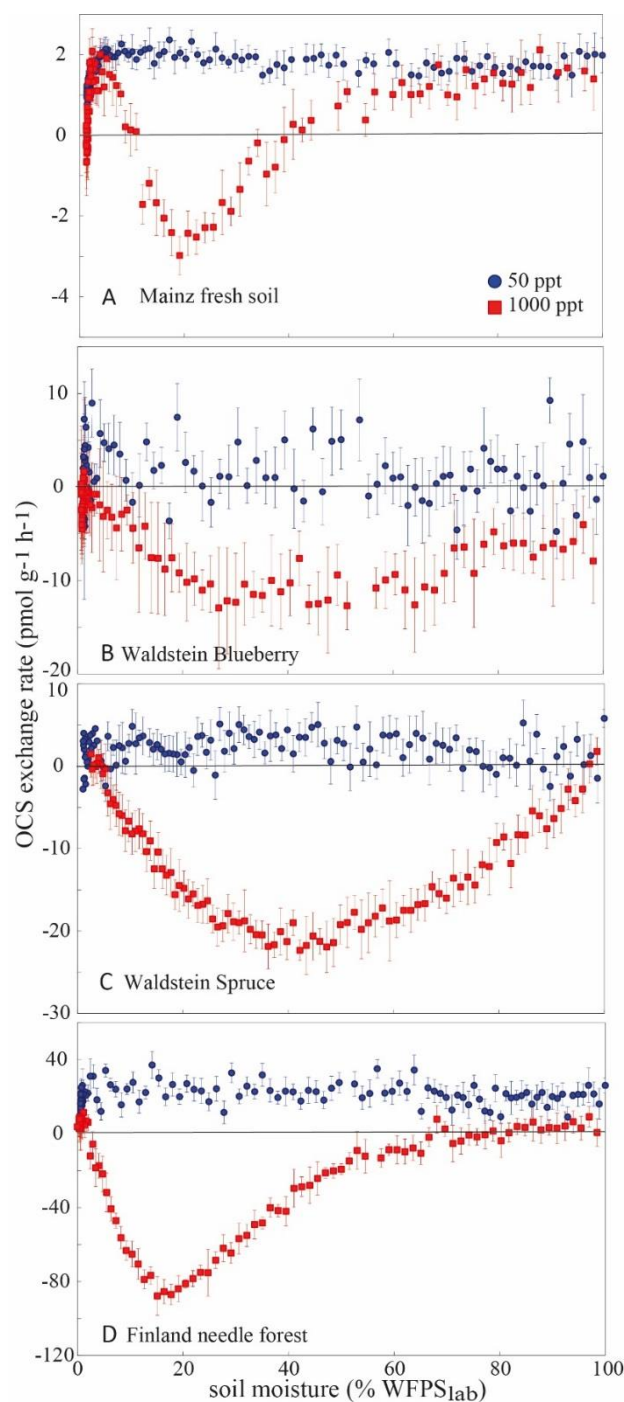 2
0
-2
-4
A Mainz fresh soil
50 ppt
1000 ppt
10
0
-10
-20
B Waldstein Blueberry
10
0
-10
-20
-30
C Waldstein Spruce
40
20
0
-40
-80
-120
D Finland needle forest
0 20 40 60 80 100
soil moisture (% WFPSlab)
OCS exchange rate (pmol g-1 h-1)